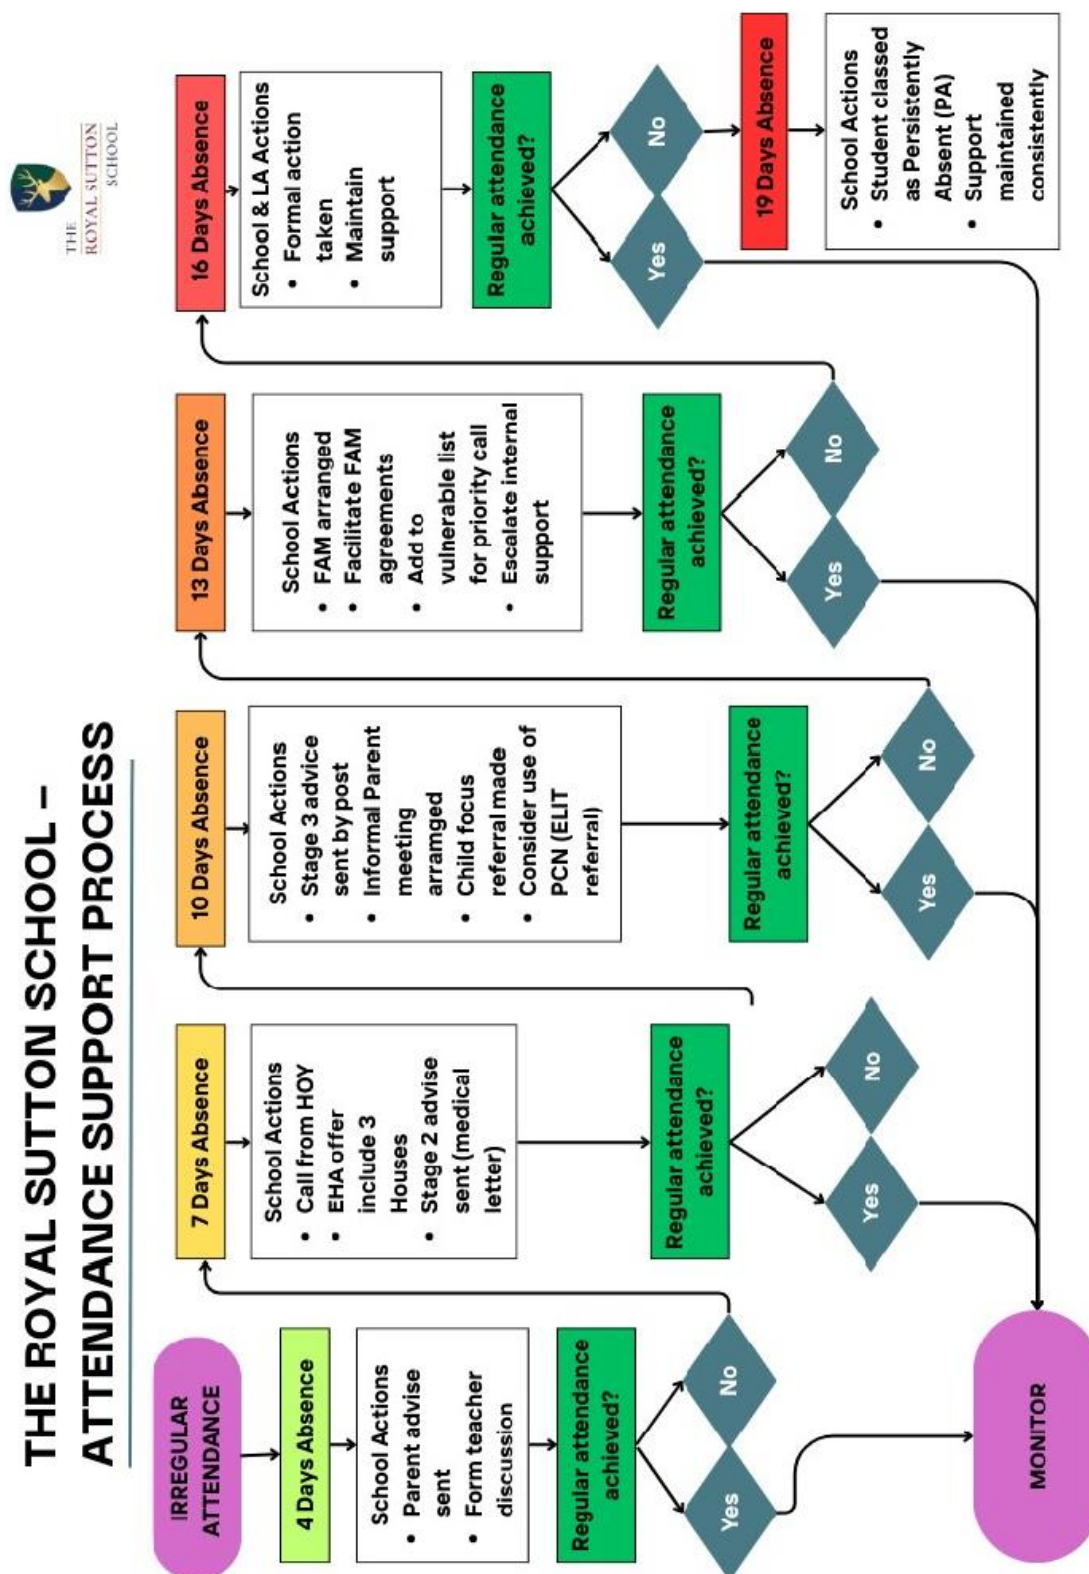 THE ROYAL SUTTON SCHOOL –
ATTENDANCE SUPPORT PROCESS
THE
ROYAL SUTTON
SCHOOL
IRREGULAR
ATTENDANCE
4 Days Absence
School Actions
• Parent advise
sent
• Form teacher
discussion
Regular attendance
achieved?
Yes
No
7 Days Absence
School Actions
• Call from HOY
• EHA offer
include 3
Houses
• Stage 2 advise
sent (medical
letter)
Regular attendance
achieved?
Yes
No
10 Days Absence
School Actions
• Stage 3 advice
sent by post
• Informal Parent
meeting
arramged
• Child focus
referral made
• Consider use of
PCN (ELIT
referral)
Regular attendance
achieved?
Yes
No
13 Days Absence
School Actions
• FAM arranged
• Facilitate FAM
agreements
• Add to
vulnerable list
for priority call
• Escalate internal
support
Regular attendance
achieved?
Yes
No
16 Days Absence
School & LA Actions
• Formal action
taken
• Maintain
support
Regular attendance
achieved?
Yes
No
19 Days Absence
School Actions
• Student classed
as Persistently
Absent (PA)
• Support
maintained
consistently
MONITOR